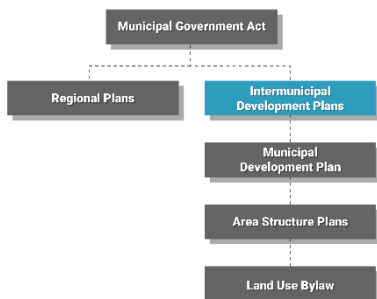 Municipal Government Act
Regional Plans
Intermunicipal
Development Plans
Municipal
Development Plan
Area Structure Plans
Land Use Bylaw